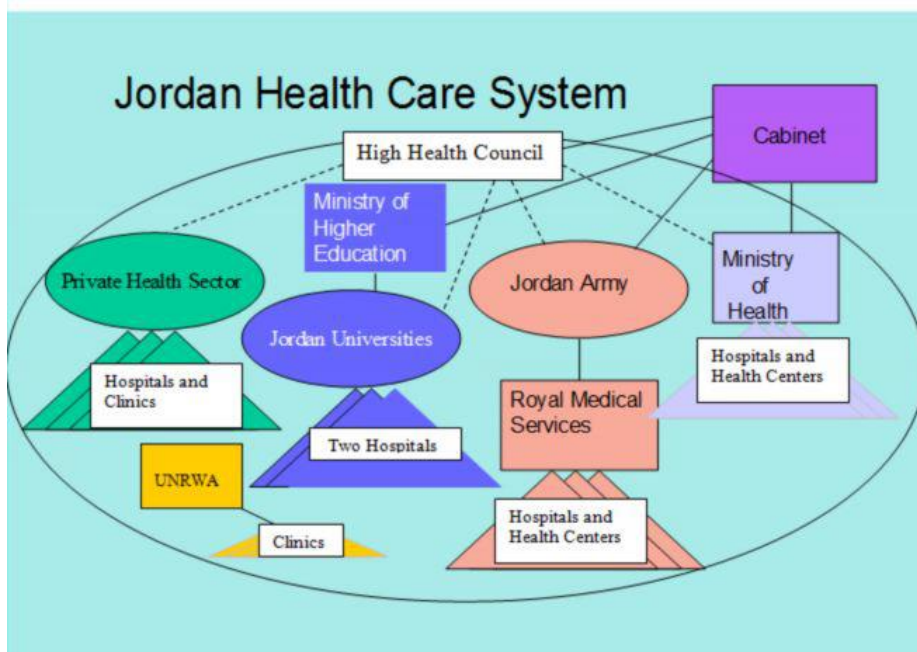 Jordan Health Care System
High Health Council
Cabinet
Ministry of
Higher
Education
Private Health Sector
Jordan Universities
Jordan Army
Ministry
of
Health
Hospitals and
Clinics
Two Hospitals
Royal Medical
Services
Hospitals and
Health Centers
UNRWA
Clinics
Hospitals and
Health Centers